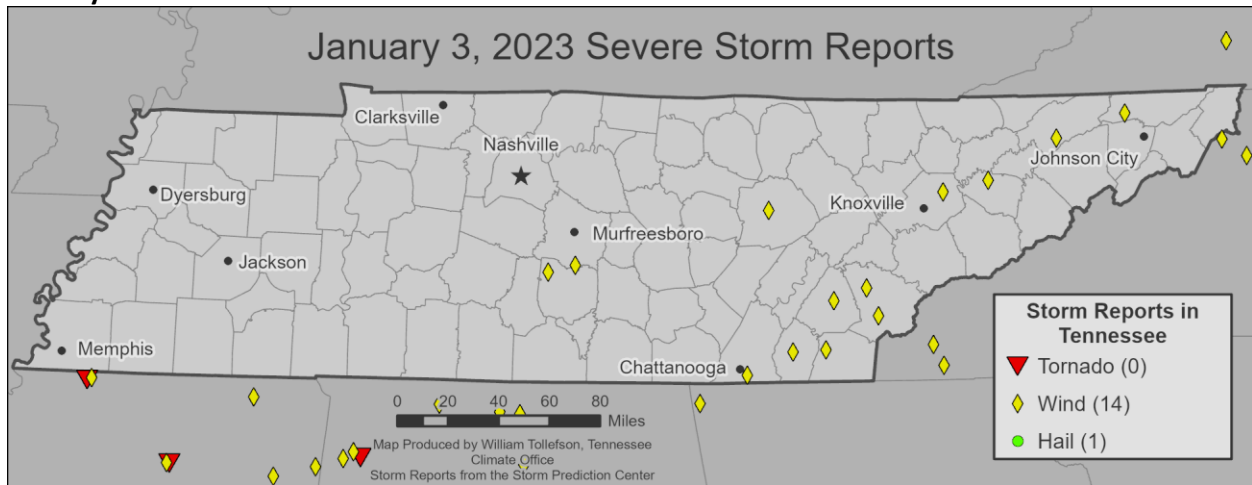 January 3, 2023 Severe Storm Reports
Clarksville
Nashville
Johnson City
Dyersburg
Knoxville
Murfreesboro
Jackson
Storm Reports in
Tennessee
Memphis
Chattanooga
Tornado (0)
Wind (14)
Hail (1)
0 20 40 60 80
Miles
Map Produced by William Tollefson, Tennessee
Climate Office
Storm Reports from the Storm Prediction Center